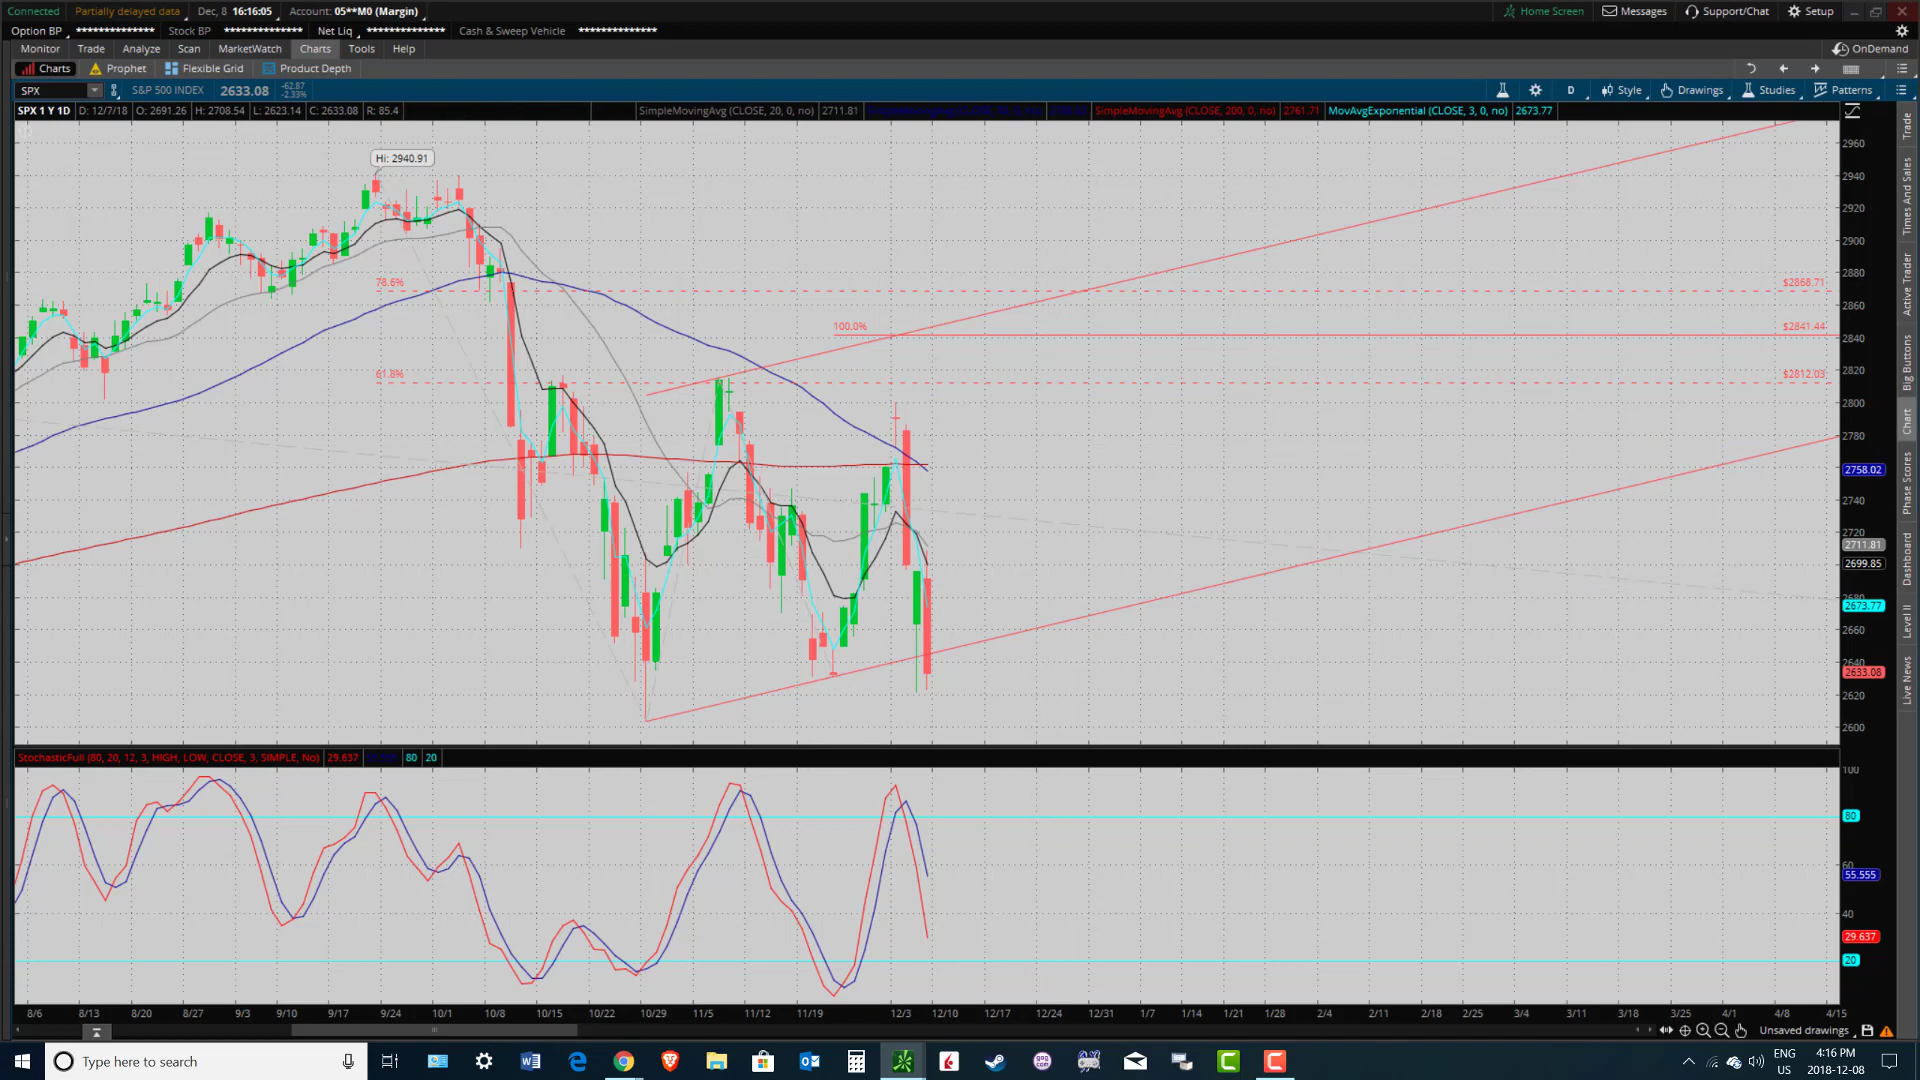 Connected Partially delayed data Dec, 8 16:16:05 Account: 05**M0 (Margin) Home Screen Messages Support/Chat Setup
Option BP ************** Stock BP ************** Net Liq ************** Cash & Sweep Vehicle **************
Monitor Trade Analyze Scan MarketWatch Charts Tools Help OnDemand
Charts Prophet Flexible Grid Product Depth
SPX S&P 500 INDEX 2633.08 -62.87 -2.33% D Style Drawings Studies Patterns
SPX 1 Y 1D D: 12/7/18 O: 2691.26 H: 2708.54 L: 2623.14 C: 2633.08 R: 85.4 SimpleMovingAvg (CLOSE, 20, 0, no) 2711.81 SimpleMovingAvg (CLOSE, 200, 0, no) 2761.71 MovAvgExponential (CLOSE, 3, 0, no) 2673.77
Hi: 2940.91
78.6%
$2868.71
100.0%
$2841.44
61.8%
$2812.03
2960
2940
2920
2900
2880
2860
2840
2820
2800
2780
2758.02
2740
2720
2711.81
2699.85
2680
2673.77
2660
2640
2633.08
2620
2600
Trade
Times And Sales
Active Trader
Big Buttons
Chart
Phase Scores
Dashboard
Level II
Live News
StochasticFull (80, 20, 12, 3, HIGH, LOW, CLOSE, 3, SIMPLE, No) 29.637 80 20
100
80
60
55.555
40
29.637
20
8/6 8/13 8/20 8/27 9/3 9/10 9/17 9/24 10/1 10/8 10/15 10/22 10/29 11/5 11/12 11/19 12/3 12/10 12/17 12/24 12/31 1/7 1/14 1/21 1/28 2/4 2/11 2/18 2/25 3/4 3/11 3/18 3/25 4/1 4/8 4/15
Unsaved drawings
Type here to search
ENG
US
4:16 PM
2018-12-08